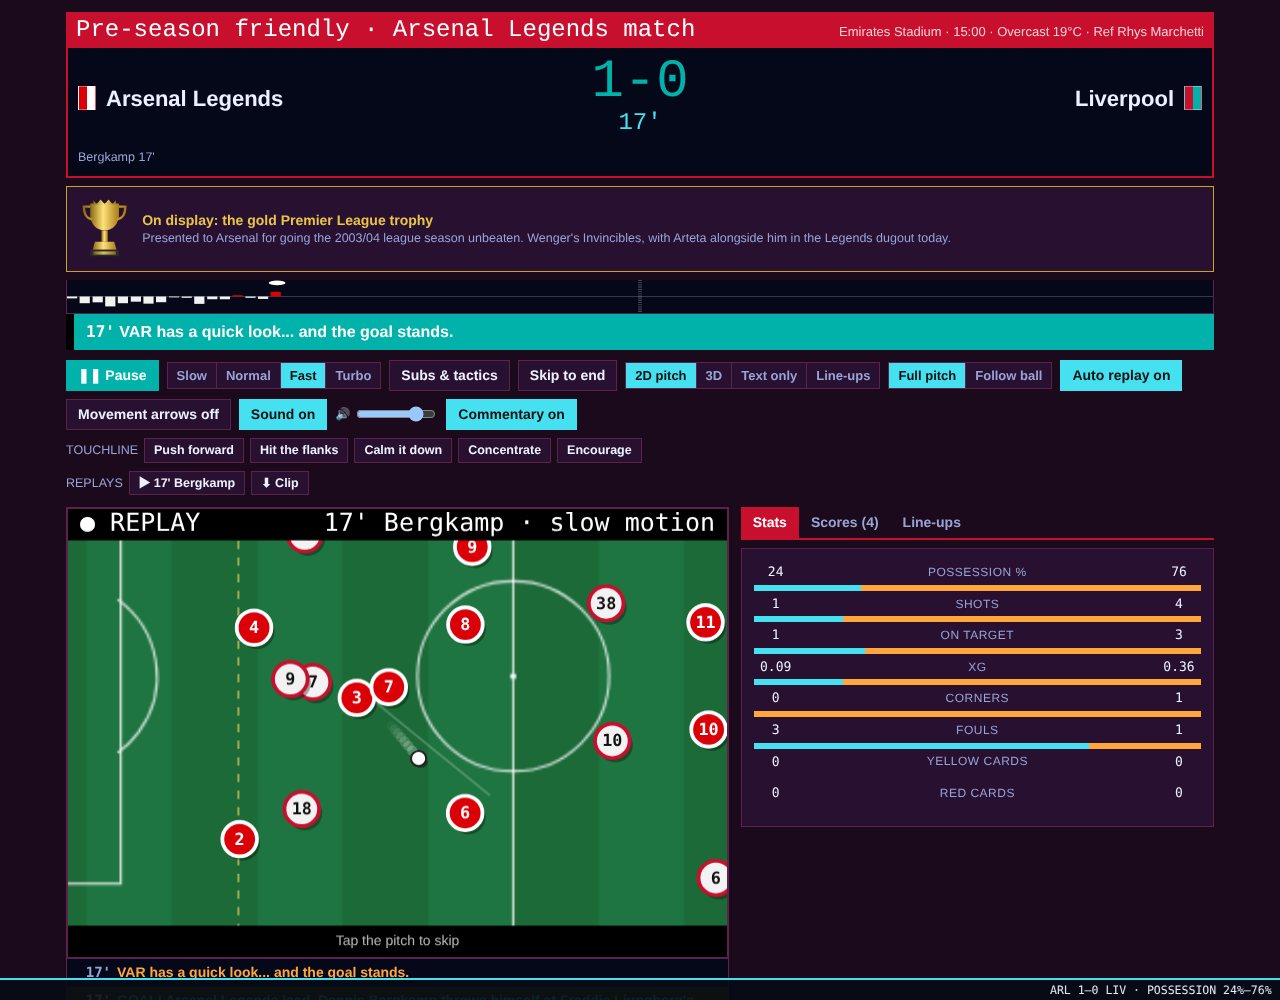 Pre-season friendly · Arsenal Legends match
Emirates Stadium · 15:00 · Overcast 19°C · Ref Rhys Marchetti
Arsenal Legends
1-0
17'
Liverpool
Bergkamp 17'
On display: the gold Premier League trophy
Presented to Arsenal for going the 2003/04 league season unbeaten. Wenger's Invincibles, with Arteta alongside him in the Legends dugout today.
17' VAR has a quick look... and the goal stands.
❚❚ Pause
Slow Normal Fast Turbo
Subs & tactics
Skip to end
2D pitch 3D Text only Line-ups
Full pitch Follow ball
Auto replay on
Movement arrows off
Sound on
Commentary on
TOUCHLINE Push forward Hit the flanks Calm it down Concentrate Encourage
REPLAYS ▶ 17' Bergkamp ⬇ Clip
● REPLAY 17' Bergkamp · slow motion
9
38
4
8
11
9
7
3
7
10
10
18
6
2
6
Tap the pitch to skip
17' VAR has a quick look... and the goal stands.
Stats Scores (4) Line-ups
24 POSSESSION % 76
1 SHOTS 4
1 ON TARGET 3
0.09 XG 0.36
0 CORNERS 1
3 FOULS 1
0 YELLOW CARDS 0
0 RED CARDS 0
ARL 1–0 LIV · POSSESSION 24%–76%